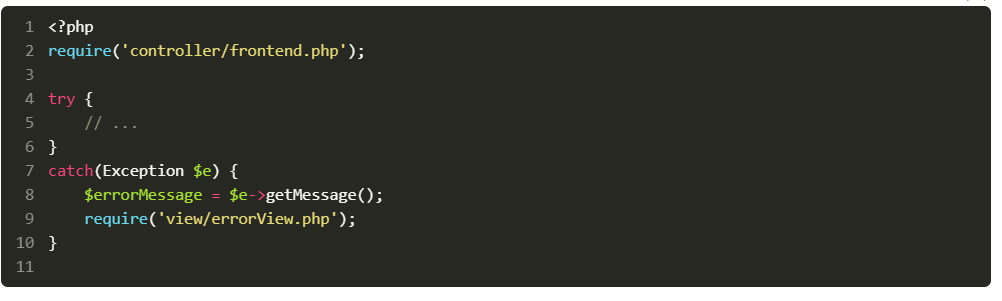 1 <?php
2 require('controller/frontend.php');
3
4 try {
5     // ...
6 }
7 catch(Exception $e) {
8     $errorMessage = $e->getMessage();
9     require('view/errorView.php');
10 }
11